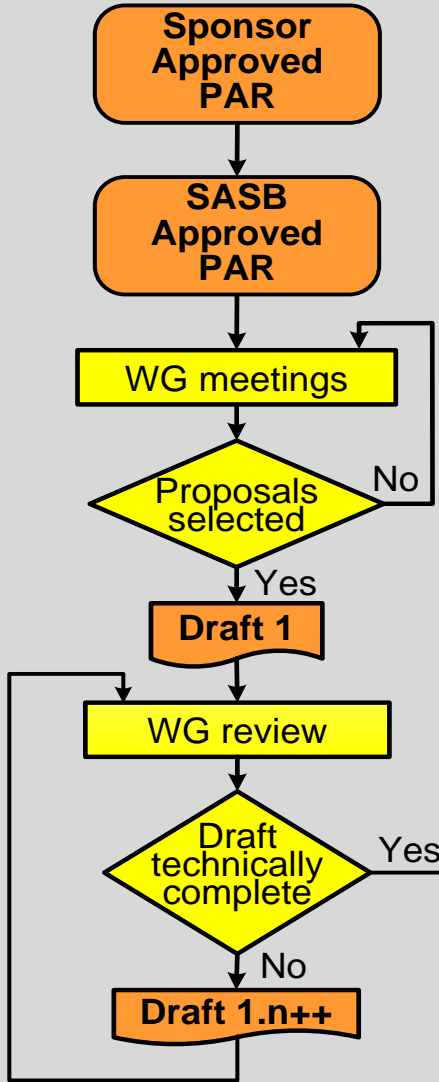 Sponsor
Approved
PAR
SASB
Approved
PAR
WG meetings
Proposals
selected
No
Yes
Draft 1
WG review
Draft
technically
complete
Yes
No
Draft 1.n++